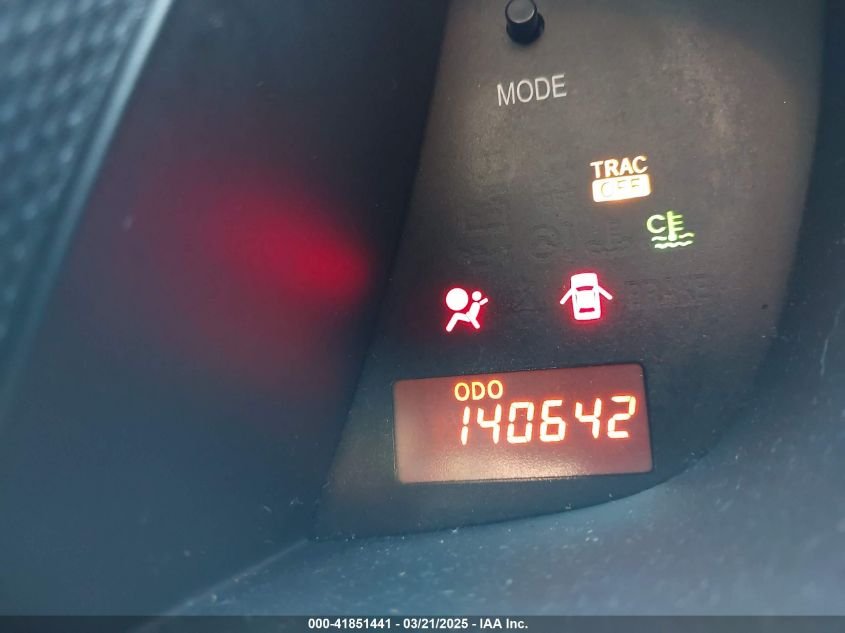 MODE
TRAC
OFF
C
ODO
140642
000-41851441 - 03/21/2025 - IAA Inc.